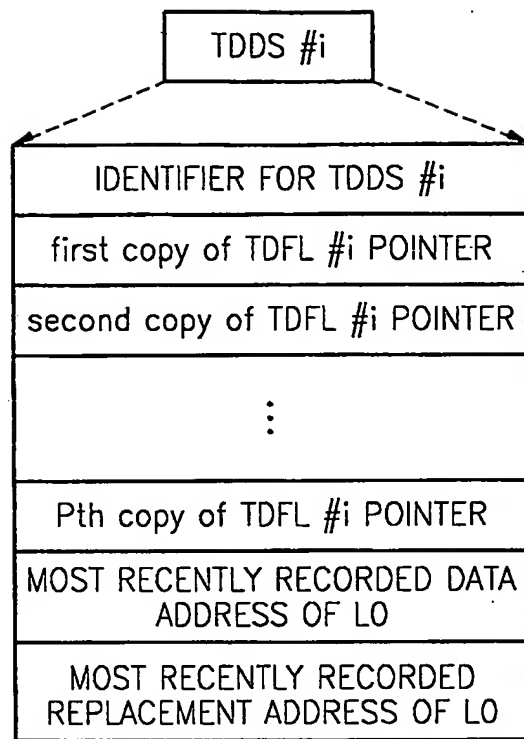 TDDS #i
IDENTIFIER FOR TDDS #i
first copy of TDFL #i POINTER
second copy of TDFL #i POINTER
⋮
Pth copy of TDFL #i POINTER
MOST RECENTLY RECORDED DATA
ADDRESS OF L0
MOST RECENTLY RECORDED
REPLACEMENT ADDRESS OF L0